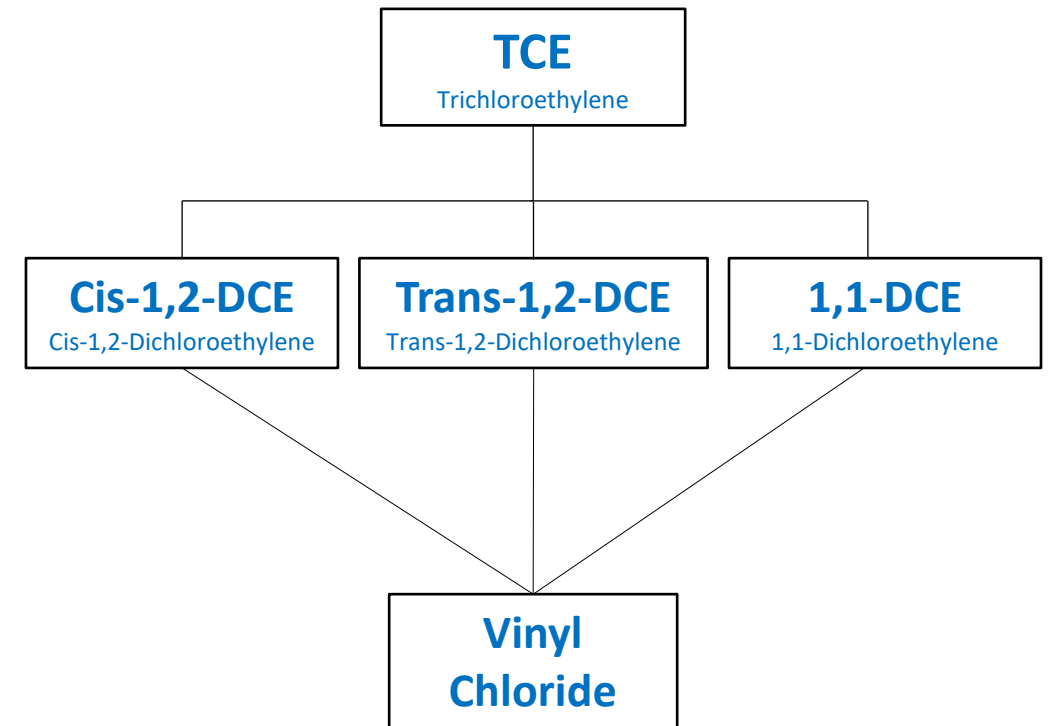 TCE
Trichloroethylene
Cis-1,2-DCE
Cis-1,2-Dichloroethylene
Trans-1,2-DCE
Trans-1,2-Dichloroethylene
1,1-DCE
1,1-Dichloroethylene
Vinyl
Chloride